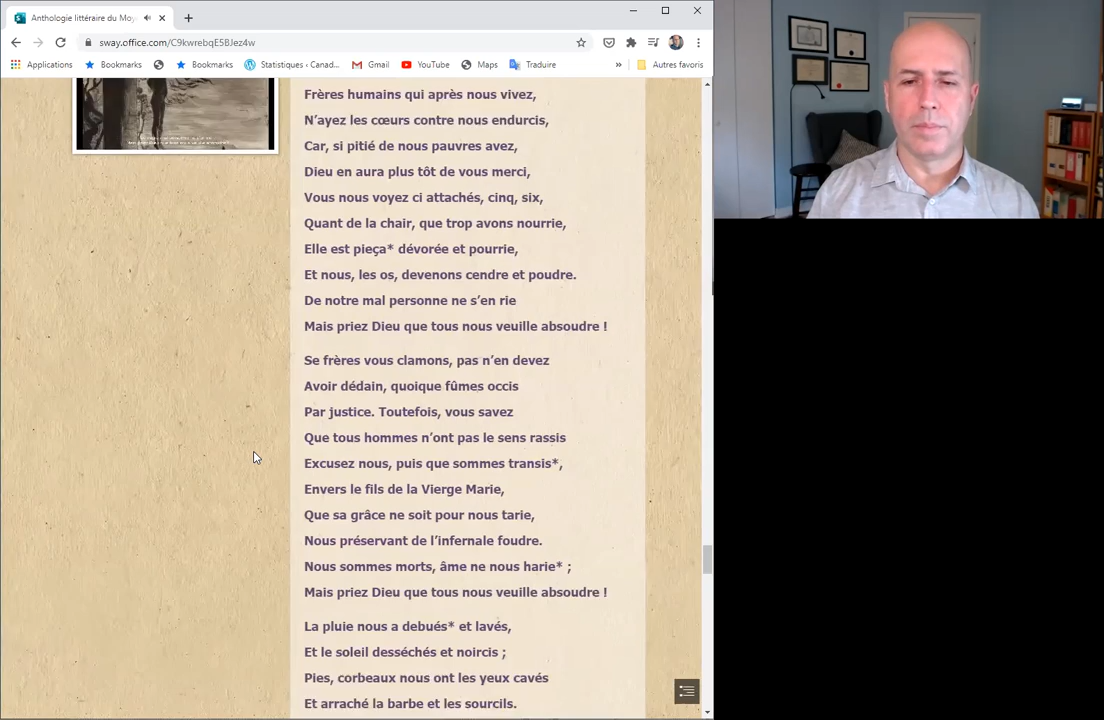 Anthologie littéraire du Moy
sway.office.com/C9kwrebqE5BJez4w
Applications Bookmarks Bookmarks Statistiques ‹ Canad... Gmail YouTube Maps Traduire » Autres favoris
Frères humains qui après nous vivez,
N'ayez les cœurs contre nous endurcis,
Car, si pitié de nous pauvres avez,
Dieu en aura plus tôt de vous merci,
Vous nous voyez ci attachés, cinq, six,
Quant de la chair, que trop avons nourrie,
Elle est pieça* dévorée et pourrie,
Et nous, les os, devenons cendre et poudre.
De notre mal personne ne s'en rie
Mais priez Dieu que tous nous veuille absoudre !
Se frères vous clamons, pas n'en devez
Avoir dédain, quoique fûmes occis
Par justice. Toutefois, vous savez
Que tous hommes n'ont pas le sens rassis
Excusez nous, puis que sommes transis*,
Envers le fils de la Vierge Marie,
Que sa grâce ne soit pour nous tarie,
Nous préservant de l'infernale foudre.
Nous sommes morts, âme ne nous harie* ;
Mais priez Dieu que tous nous veuille absoudre !
La pluie nous a debués* et lavés,
Et le soleil desséchés et noircis ;
Pies, corbeaux nous ont les yeux cavés
Et arraché la barbe et les sourcils.